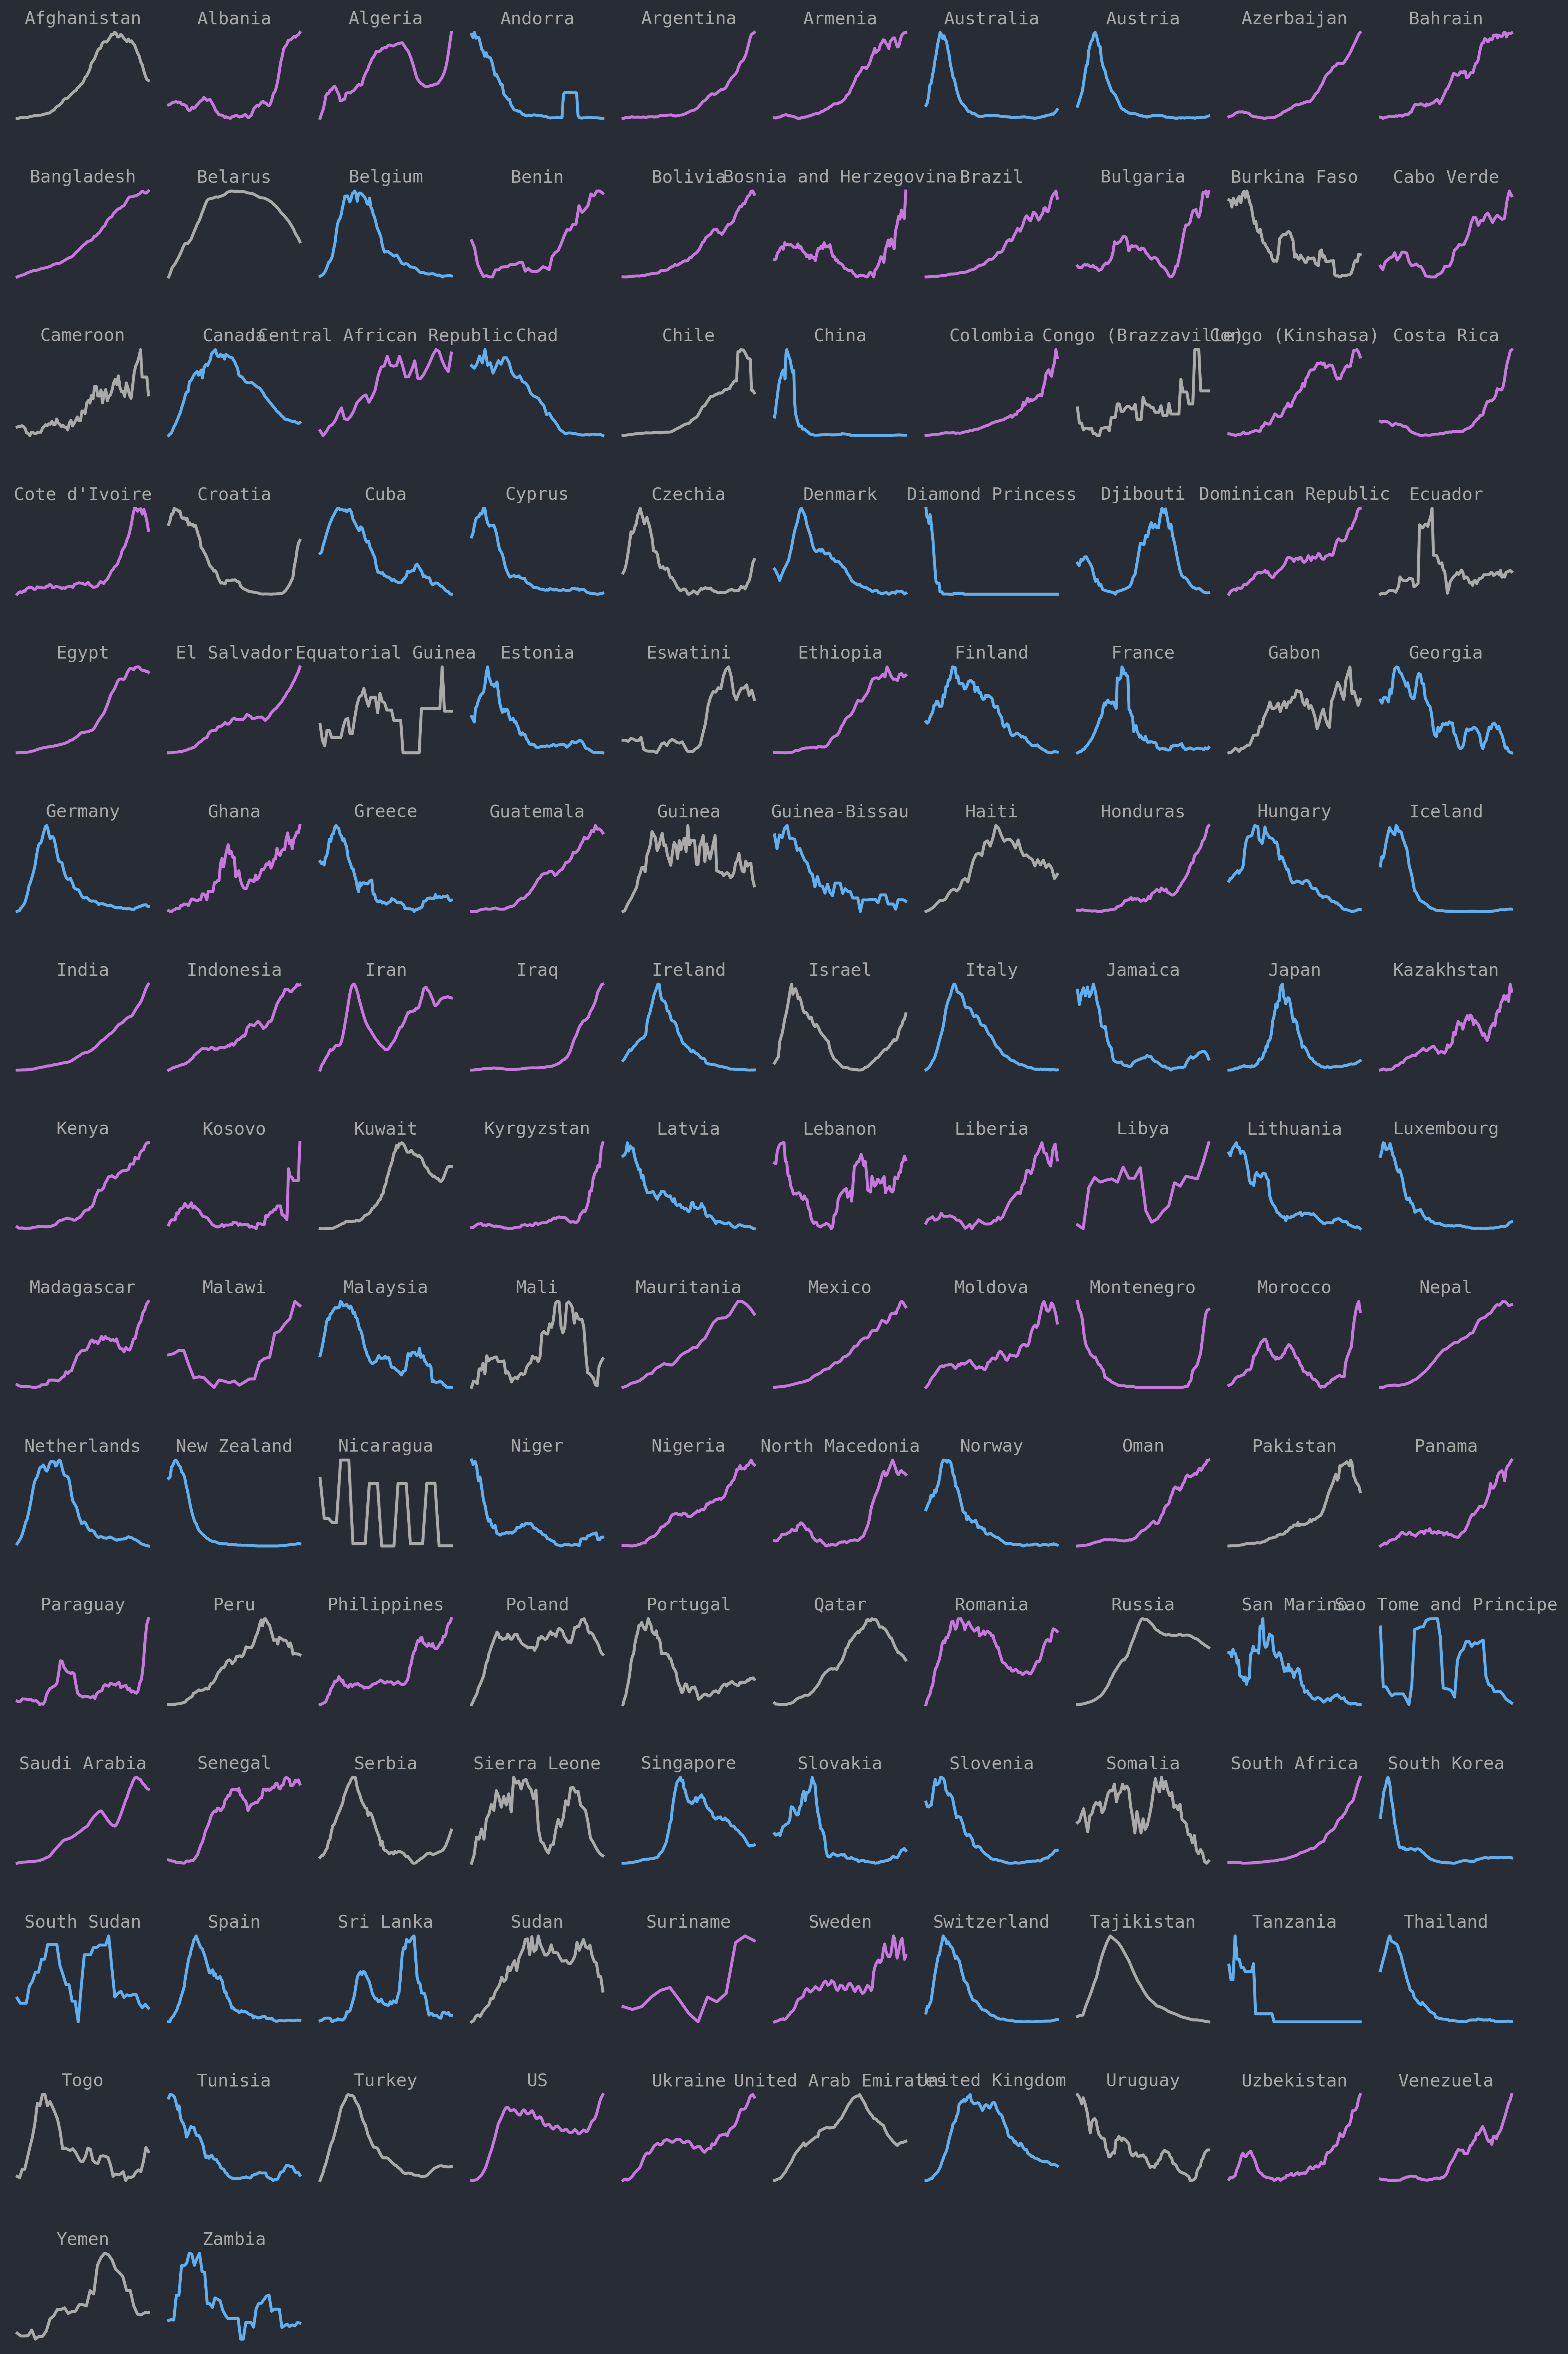 Afghanistan Albania Algeria Andorra Argentina Armenia Australia Austria Azerbaijan Bahrain
Bangladesh Belarus Belgium Benin Bolivia Bosnia and Herzegovina Brazil Bulgaria Burkina Faso Cabo Verde
Cameroon Canada Central African Republic Chad Chile China Colombia Congo (Brazzaville) Congo (Kinshasa) Costa Rica
Cote d'Ivoire Croatia Cuba Cyprus Czechia Denmark Diamond Princess Djibouti Dominican Republic Ecuador
Egypt El Salvador Equatorial Guinea Estonia Eswatini Ethiopia Finland France Gabon Georgia
Germany Ghana Greece Guatemala Guinea Guinea-Bissau Haiti Honduras Hungary Iceland
India Indonesia Iran Iraq Ireland Israel Italy Jamaica Japan Kazakhstan
Kenya Kosovo Kuwait Kyrgyzstan Latvia Lebanon Liberia Libya Lithuania Luxembourg
Madagascar Malawi Malaysia Mali Mauritania Mexico Moldova Montenegro Morocco Nepal
Netherlands New Zealand Nicaragua Niger Nigeria North Macedonia Norway Oman Pakistan Panama
Paraguay Peru Philippines Poland Portugal Qatar Romania Russia San Marino Sao Tome and Principe
Saudi Arabia Senegal Serbia Sierra Leone Singapore Slovakia Slovenia Somalia South Africa South Korea
South Sudan Spain Sri Lanka Sudan Suriname Sweden Switzerland Tajikistan Tanzania Thailand
Togo Tunisia Turkey US Ukraine United Arab Emirates United Kingdom Uruguay Uzbekistan Venezuela
Yemen Zambia